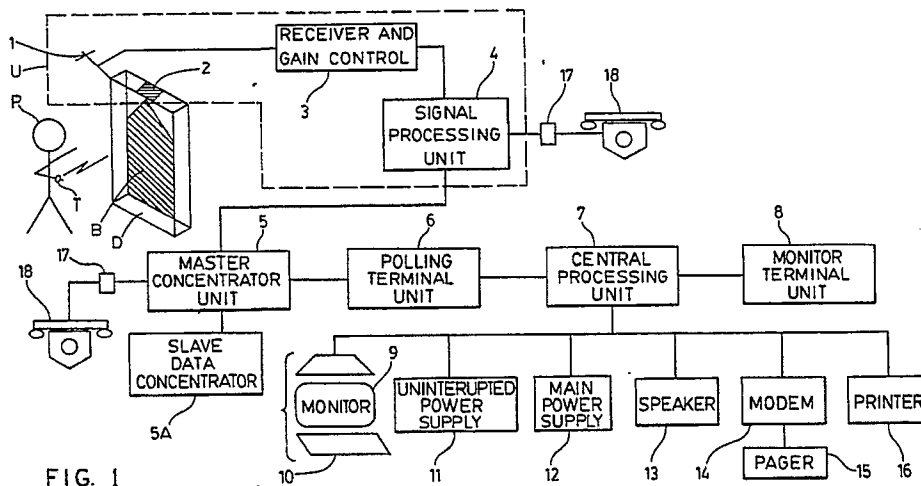 1
U
P
2
RECEIVER AND
GAIN CONTROL
3
4
SIGNAL
PROCESSING
UNIT
17
18
T
B
D
5
MASTER
CONCENTRATOR
UNIT
6
POLLING
TERMINAL
UNIT
7
CENTRAL
PROCESSING
UNIT
8
MONITOR
TERMINAL
UNIT
17
18
SLAVE
DATA
CONCENTRATOR
5A
9
MONITOR
10
UNINTERUPTED
POWER
SUPPLY
11
MAIN
POWER
SUPPLY
12
SPEAKER
13
MODEM
14
PAGER
15
PRINTER
16
FIG. 1